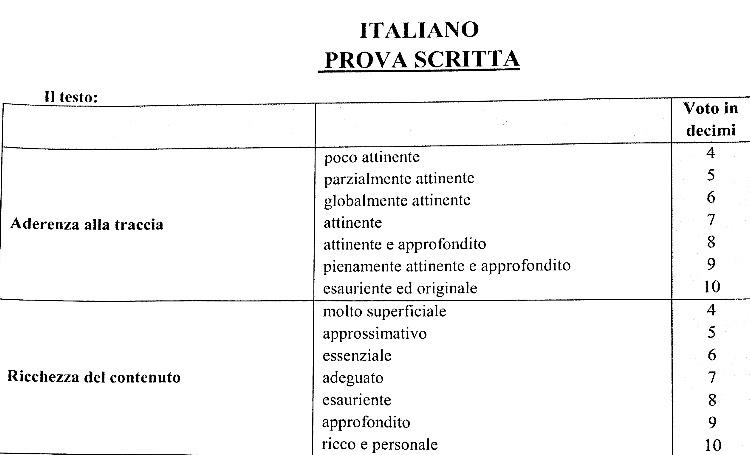 ITALIANO
PROVA SCRITTA
Il testo:
Voto in
decimi
poco attinente 4
parzialmente attinente 5
globalmente attinente 6
Aderenza alla traccia attinente 7
attinente e approfondito 8
pienamente attinente e approfondito 9
esauriente ed originale 10
molto superficiale 4
approssimativo 5
essenziale 6
Ricchezza del contenuto adeguato 7
esauriente 8
approfondito 9
ricco e personale 10